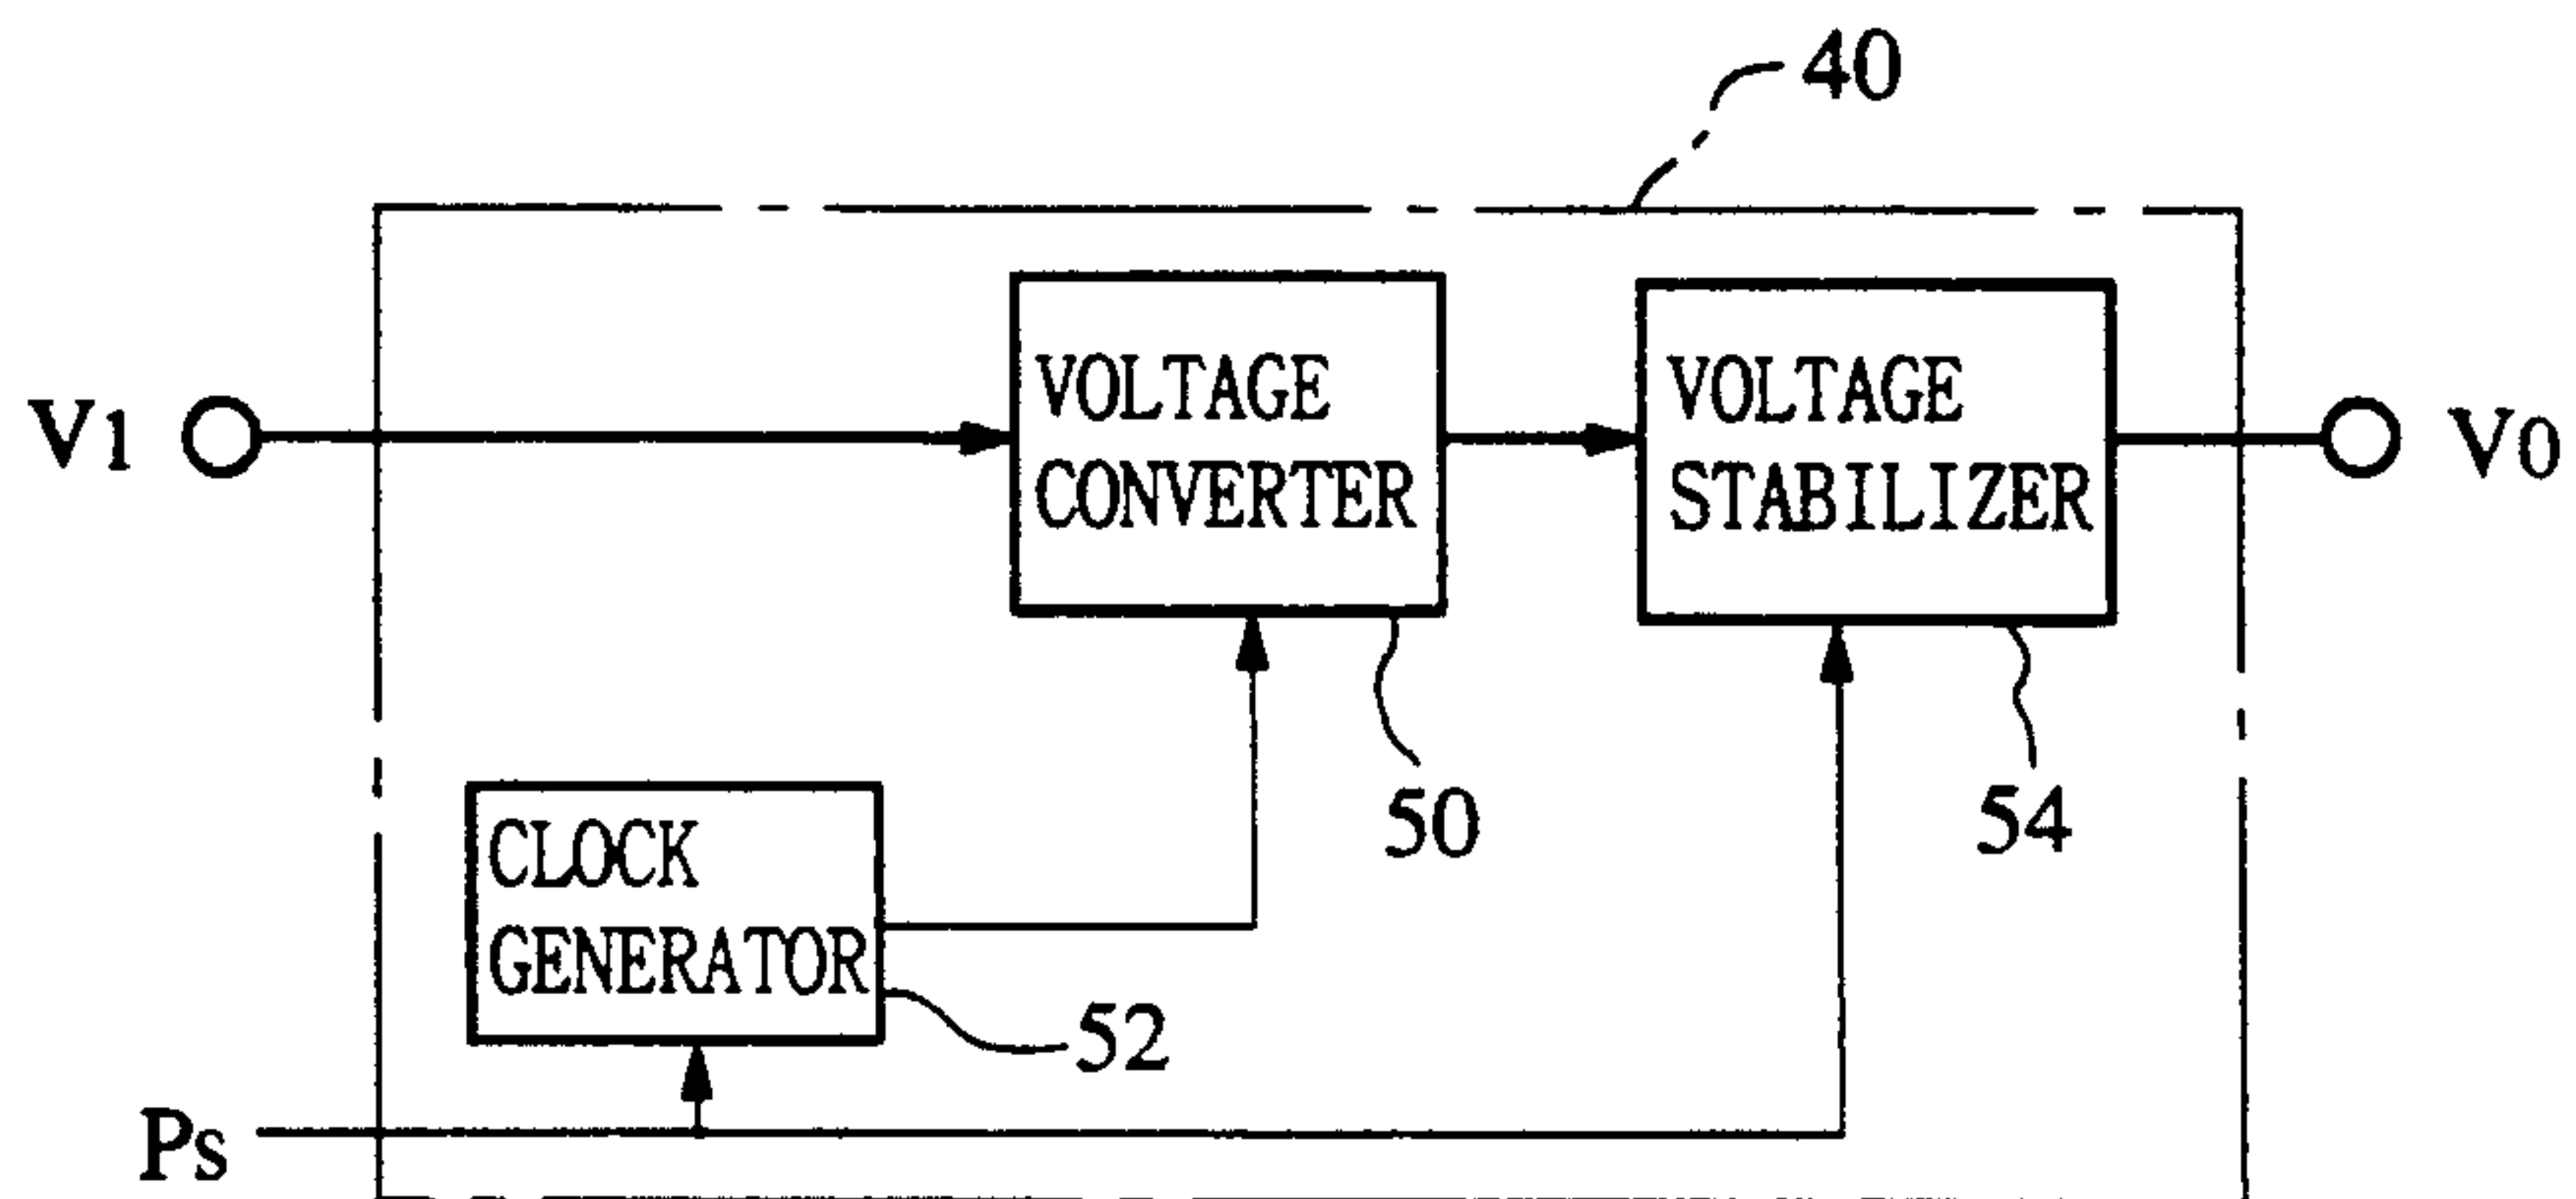 40
VOLTAGE
CONVERTER
VOLTAGE
STABILIZER
V1
V0
50
54
CLOCK
GENERATOR
52
Ps